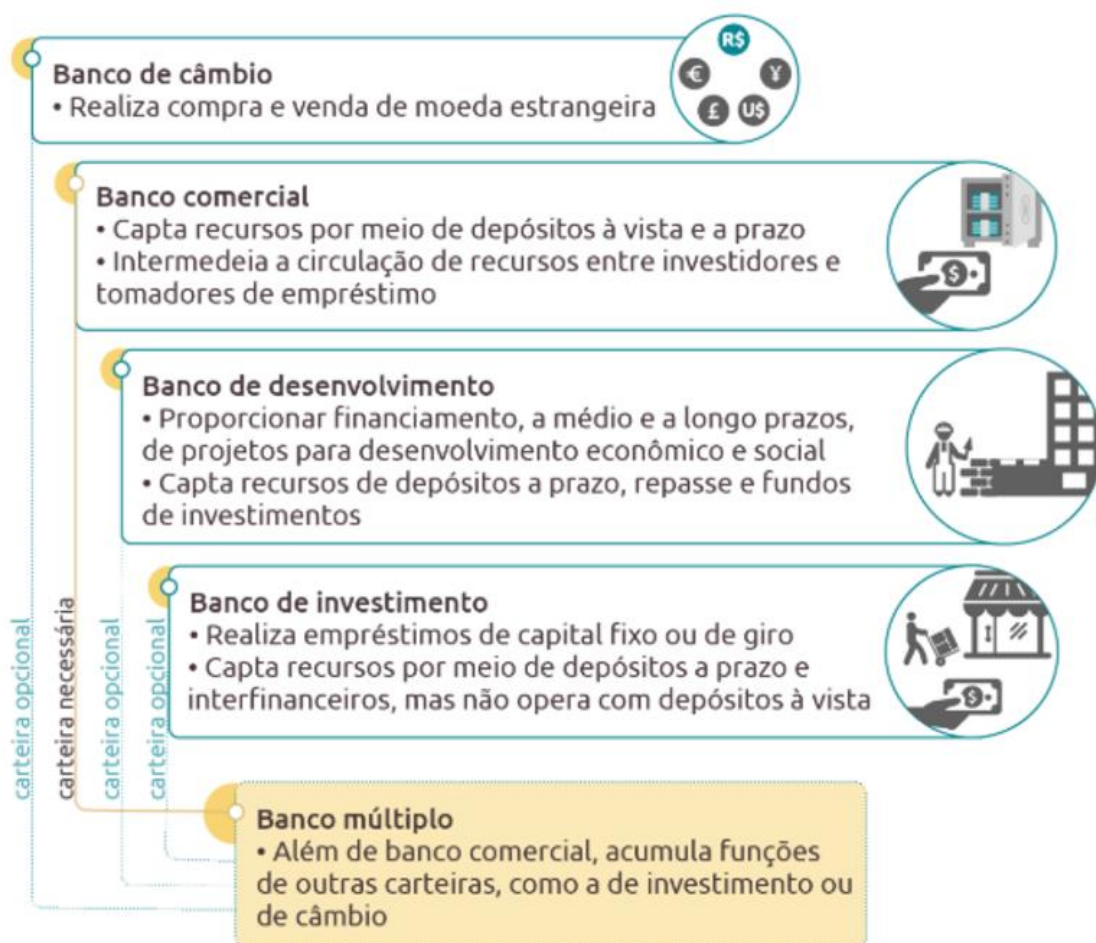 R$
€
¥
£
U$
Banco de câmbio
• Realiza compra e venda de moeda estrangeira
Banco comercial
• Capta recursos por meio de depósitos à vista e a prazo
• Intermedeia a circulação de recursos entre investidores e
tomadores de empréstimo
$
Banco de desenvolvimento
• Proporcionar financiamento, a médio e a longo prazos,
de projetos para desenvolvimento econômico e social
• Capta recursos de depósitos a prazo, repasse e fundos
de investimentos
Banco de investimento
• Realiza empréstimos de capital fixo ou de giro
• Capta recursos por meio de depósitos a prazo e
interfinanceiros, mas não opera com depósitos à vista
$
carteira opcional
carteira necessária
carteira opcional
carteira opcional
Banco múltiplo
• Além de banco comercial, acumula funções
de outras carteiras, como a de investimento ou
de câmbio